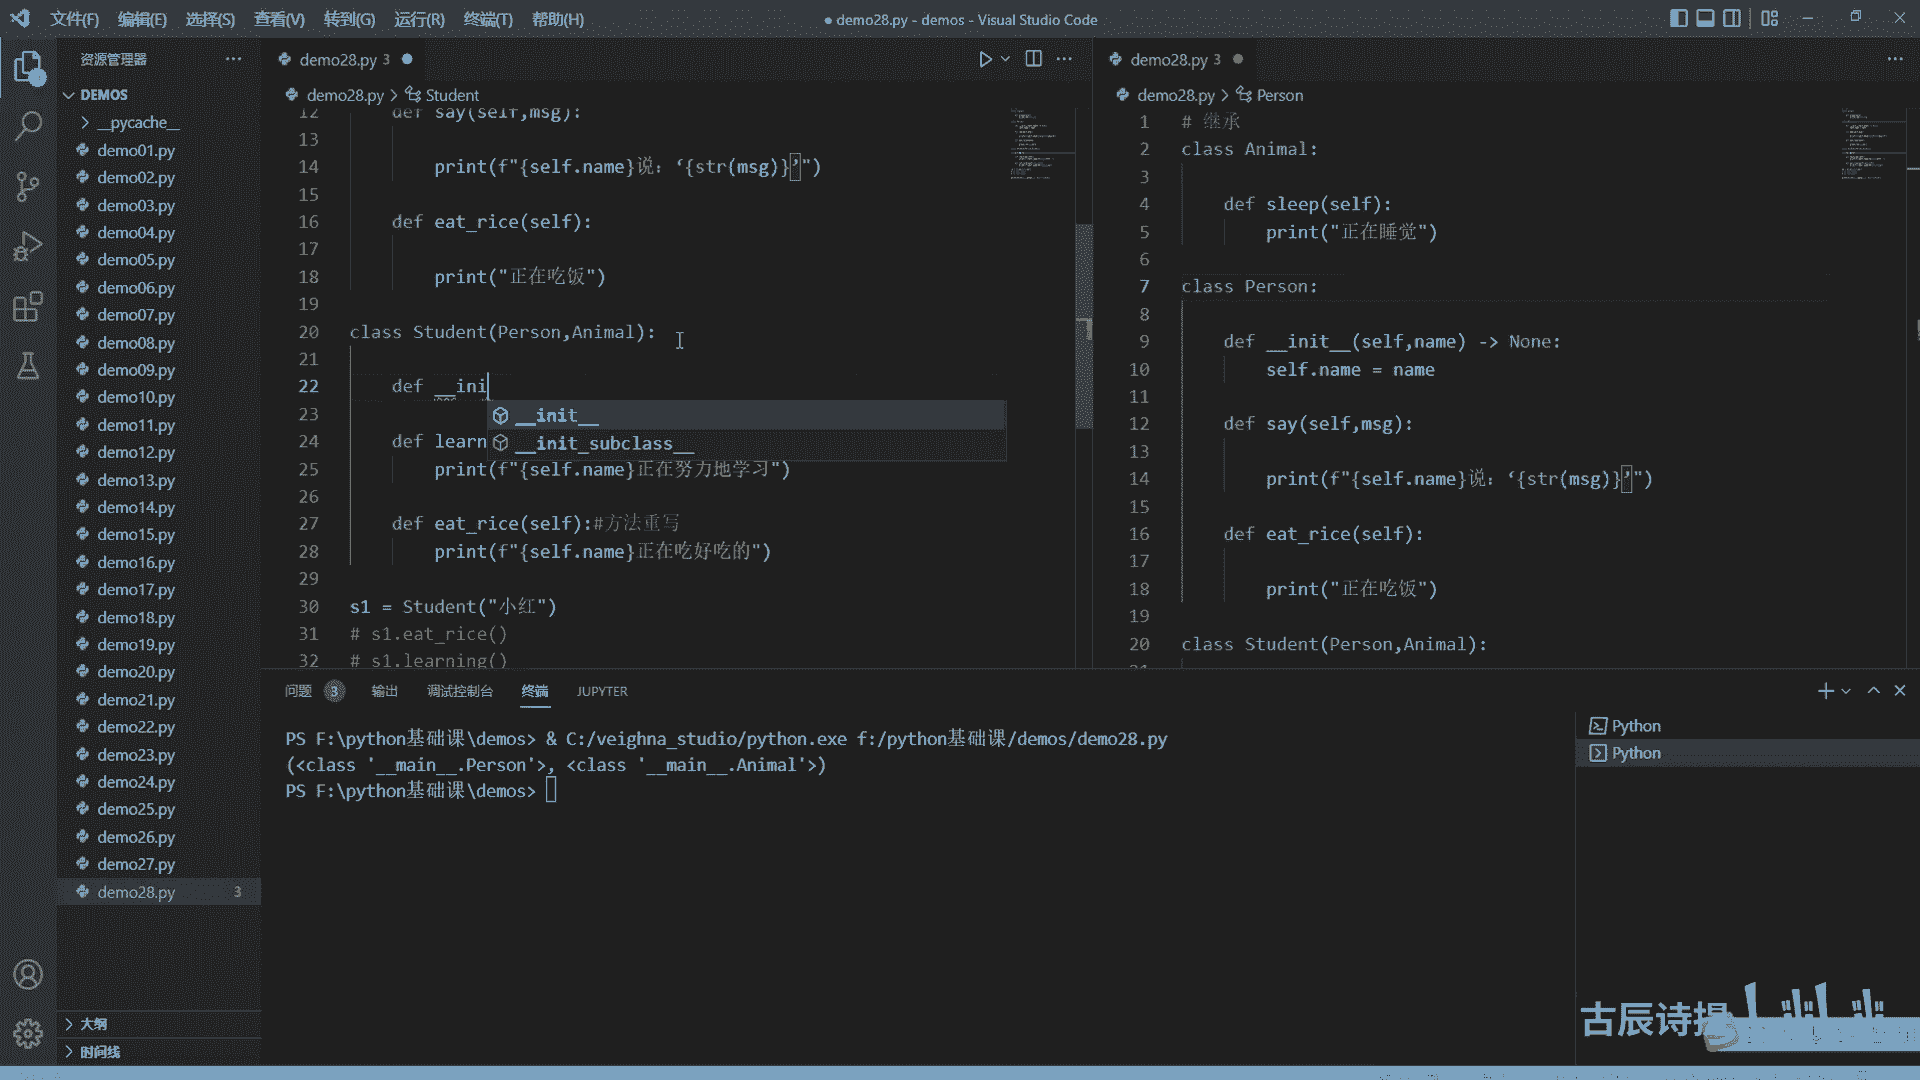 文件(F) 编辑(E) 选择(S) 查看(V) 转到(G) 运行(R) 终端(T) 帮助(H)
● demo28.py - demos - Visual Studio Code
资源管理器
DEMOS
__pycache__
demo01.py
demo02.py
demo03.py
demo04.py
demo05.py
demo06.py
demo07.py
demo08.py
demo09.py
demo10.py
demo11.py
demo12.py
demo13.py
demo14.py
demo15.py
demo16.py
demo17.py
demo18.py
demo19.py
demo20.py
demo21.py
demo22.py
demo23.py
demo24.py
demo25.py
demo26.py
demo27.py
demo28.py 3
大纲
时间线
demo28.py 3
demo28.py > Student
12 def say(self,msg):
13
14 print(f"{self.name}说：‘{str(msg)}’")
15
16 def eat_rice(self):
17
18 print("正在吃饭")
19
20 class Student(Person,Animal):
21
22 def __ini
__init__
23
__init_subclass__
24 def learn
25 print(f"{self.name}正在努力地学习")
26
27 def eat_rice(self):#方法重写
28 print(f"{self.name}正在吃好吃的")
29
30 s1 = Student("小红")
31 # s1.eat_rice()
32 # s1.learning()
demo28.py 3
demo28.py > Person
1 # 继承
2 class Animal:
3
4 def sleep(self):
5 print("正在睡觉")
6
7 class Person:
8
9 def __init__(self,name) -> None:
10 self.name = name
11
12 def say(self,msg):
13
14 print(f"{self.name}说：‘{str(msg)}’")
15
16 def eat_rice(self):
17
18 print("正在吃饭")
19
20 class Student(Person,Animal):
21
问题 3 输出 调试控制台 终端 JUPYTER
PS F:\python基础课\demos> & C:/veighna_studio/python.exe f:/python基础课/demos/demo28.py
(<class '__main__.Person'>, <class '__main__.Animal'>)
PS F:\python基础课\demos>
Python
Python
古辰诗提